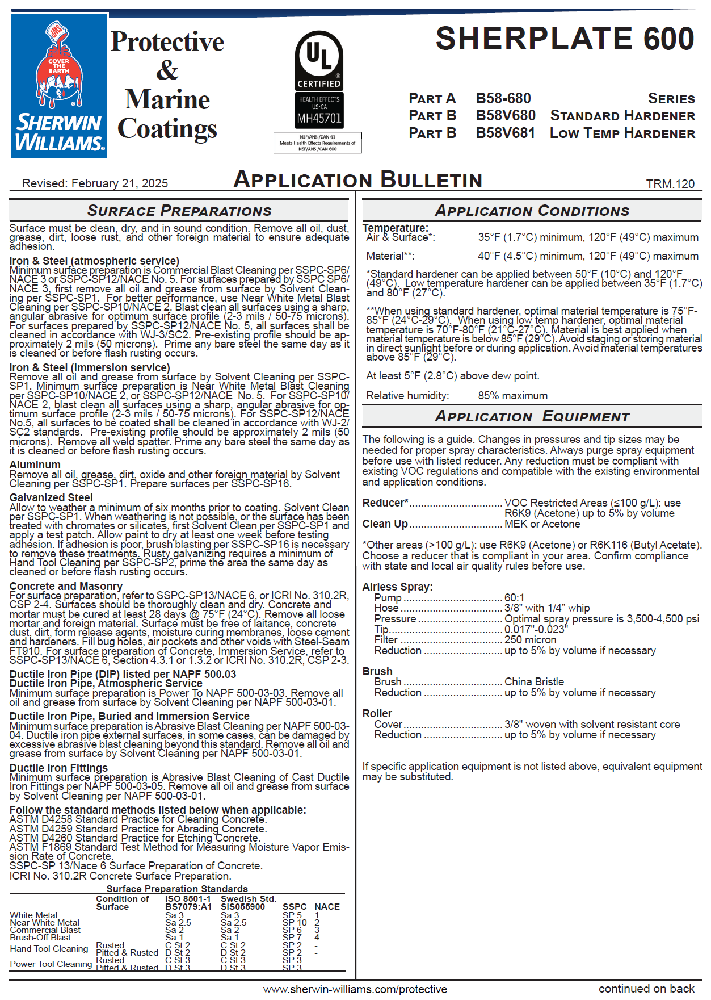 SWP
COVER
THE
EARTH
®
SHERWIN
WILLIAMS®
Protective
&
Marine
Coatings
UL
®
CERTIFIED
HEALTH EFFECTS
US·CA
MH45701
NSF/ANSI/CAN 61
Meets Health Effects Requirements of
NSF/ANSI/CAN 600
SHERPLATE 600
PART A B58-680 SERIES
PART B B58V680 STANDARD HARDENER
PART B B58V681 LOW TEMP HARDENER
Revised: February 21, 2025
APPLICATION BULLETIN
TRM.120
SURFACE PREPARATIONS
Surface must be clean, dry, and in sound condition. Remove all oil, dust,
grease, dirt, loose rust, and other foreign material to ensure adequate
adhesion.
Iron & Steel (atmospheric service)
Minimum surface preparation is Commercial Blast Cleaning per SSPC-SP6/
NACE 3 or SSPC-SP12/NACE No. 5. For surfaces prepared by SSPC SP6/
NACE 3, first remove all oil and grease from surface by Solvent Clean-
ing per SSPC-SP1. For better performance, use Near White Metal Blast
Cleaning per SSPC-SP10/NACE 2. Blast clean all surfaces using a sharp,
angular abrasive for optimum surface profile (2-3 mils / 50-75 microns).
For surfaces prepared by SSPC-SP12/NACE No. 5, all surfaces shall be
cleaned in accordance with WJ-3/SC2. Pre-existing profile should be ap-
proximately 2 mils (50 microns). Prime any bare steel the same day as it
is cleaned or before flash rusting occurs.
Iron & Steel (immersion service)
Remove all oil and grease from surface by Solvent Cleaning per SSPC-
SP1. Minimum surface preparation is Near White Metal Blast Cleaning
per SSPC-SP10/NACE 2, or SSPC-SP12/NACE No. 5. For SSPC-SP10/
NACE 2, blast clean all surfaces using a sharp, angular abrasive for op-
timum surface profile (2-3 mils / 50-75 microns). For SSPC-SP12/NACE
No.5, all surfaces to be coated shall be cleaned in accordance with WJ-2/
SC2 standards. Pre-existing profile should be approximately 2 mils (50
microns). Remove all weld spatter. Prime any bare steel the same day as
it is cleaned or before flash rusting occurs.
Aluminum
Remove all oil, grease, dirt, oxide and other foreign material by Solvent
Cleaning per SSPC-SP1. Prepare surfaces per SSPC-SP16.
Galvanized Steel
Allow to weather a minimum of six months prior to coating. Solvent Clean
per SSPC-SP1. When weathering is not possible, or the surface has been
treated with chromates or silicates, first Solvent Clean per SSPC-SP1 and
apply a test patch. Allow paint to dry at least one week before testing
adhesion. If adhesion is poor, brush blasting per SSPC-SP16 is necessary
to remove these treatments. Rusty galvanizing requires a minimum of
Hand Tool Cleaning per SSPC-SP2, prime the area the same day as
cleaned or before flash rusting occurs.
Concrete and Masonry
For surface preparation, refer to SSPC-SP13/NACE 6, or ICRI No. 310.2R,
CSP 2-4. Surfaces should be thoroughly clean and dry. Concrete and
mortar must be cured at least 28 days @ 75°F (24°C). Remove all loose
mortar and foreign material. Surface must be free of laitance, concrete
dust, dirt, form release agents, moisture curing membranes, loose cement
and hardeners. Fill bug holes, air pockets and other voids with Steel-Seam
FT910. For surface preparation of Concrete, Immersion Service, refer to
SSPC-SP13/NACE 6, Section 4.3.1 or 1.3.2 or ICRI No. 310.2R, CSP 2-3.
Ductile Iron Pipe (DIP) listed per NAPF 500.03
Ductile Iron Pipe, Atmospheric Service
Minimum surface preparation is Power To NAPF 500-03-03. Remove all
oil and grease from surface by Solvent Cleaning per NAPF 500-03-01.
Ductile Iron Pipe, Buried and Immersion Service
Minimum surface preparation is Abrasive Blast Cleaning per NAPF 500-03-
04. Ductile iron pipe external surfaces, in some cases, can be damaged by
excessive abrasive blast cleaning beyond this standard. Remove all oil and
grease from surface by Solvent Cleaning per NAPF 500-03-01.
Ductile Iron Fittings
Minimum surface preparation is Abrasive Blast Cleaning of Cast Ductile
Iron Fittings per NAPF 500-03-05. Remove all oil and grease from surface
by Solvent Cleaning per NAPF 500-03-01.
Follow the standard methods listed below when applicable:
ASTM D4258 Standard Practice for Cleaning Concrete.
ASTM D4259 Standard Practice for Abrading Concrete.
ASTM D4260 Standard Practice for Etching Concrete.
ASTM F1869 Standard Test Method for Measuring Moisture Vapor Emis-
sion Rate of Concrete.
SSPC-SP 13/Nace 6 Surface Preparation of Concrete.
ICRI No. 310.2R Concrete Surface Preparation.
Surface Preparation Standards
Condition of ISO 8501-1 Swedish Std.
Surface BS7079:A1 SIS055900 SSPC NACE
White Metal Sa 3 Sa 3 SP 5 1
Near White Metal Sa 2.5 Sa 2.5 SP 10 2
Commercial Blast Sa 2 Sa 2 SP 6 3
Brush-Off Blast Sa 1 Sa 1 SP 7 4
Hand Tool Cleaning Rusted C St 2 C St 2 SP 2 -
Pitted & Rusted D St 2 D St 2 SP 2 -
Power Tool Cleaning Rusted C St 3 C St 3 SP 3 -
Pitted & Rusted D St 3 D St 3 SP 3 -
APPLICATION CONDITIONS
Temperature:
Air & Surface*: 35°F (1.7°C) minimum, 120°F (49°C) maximum
Material**: 40°F (4.5°C) minimum, 120°F (49°C) maximum
*Standard hardener can be applied between 50°F (10°C) and 120°F
(49°C). Low temperature hardener can be applied between 35°F (1.7°C)
and 80°F (27°C).
**When using standard hardener, optimal material temperature is 75°F-
85°F (24°C-29°C). When using low temp hardener, optimal material
temperature is 70°F-80°F (21°C-27°C). Material is best applied when
material temperature is below 85°F (29°C). Avoid staging or storing material
in direct sunlight before or during application. Avoid material temperatures
above 85°F (29°C).
At least 5°F (2.8°C) above dew point.
Relative humidity: 85% maximum
APPLICATION EQUIPMENT
The following is a guide. Changes in pressures and tip sizes may be
needed for proper spray characteristics. Always purge spray equipment
before use with listed reducer. Any reduction must be compliant with
existing VOC regulations and compatible with the existing environmental
and application conditions.
Reducer*................................ VOC Restricted Areas (≤100 g/L): use
R6K9 (Acetone) up to 5% by volume
Clean Up................................ MEK or Acetone
*Other areas (>100 g/L): use R6K9 (Acetone) or R6K116 (Butyl Acetate).
Choose a reducer that is compliant in your area. Confirm compliance
with state and local air quality rules before use.
Airless Spray:
Pump.................................. 60:1
Hose................................... 3/8” with 1/4” whip
Pressure............................. Optimal spray pressure is 3,500-4,500 psi
Tip....................................... 0.017"-0.023"
Filter ................................... 250 micron
Reduction ........................... up to 5% by volume if necessary
Brush
Brush.................................. China Bristle
Reduction ........................... up to 5% by volume if necessary
Roller
Cover.................................. 3/8" woven with solvent resistant core
Reduction ........................... up to 5% by volume if necessary
If specific application equipment is not listed above, equivalent equipment
may be substituted.
www.sherwin-williams.com/protective
continued on back